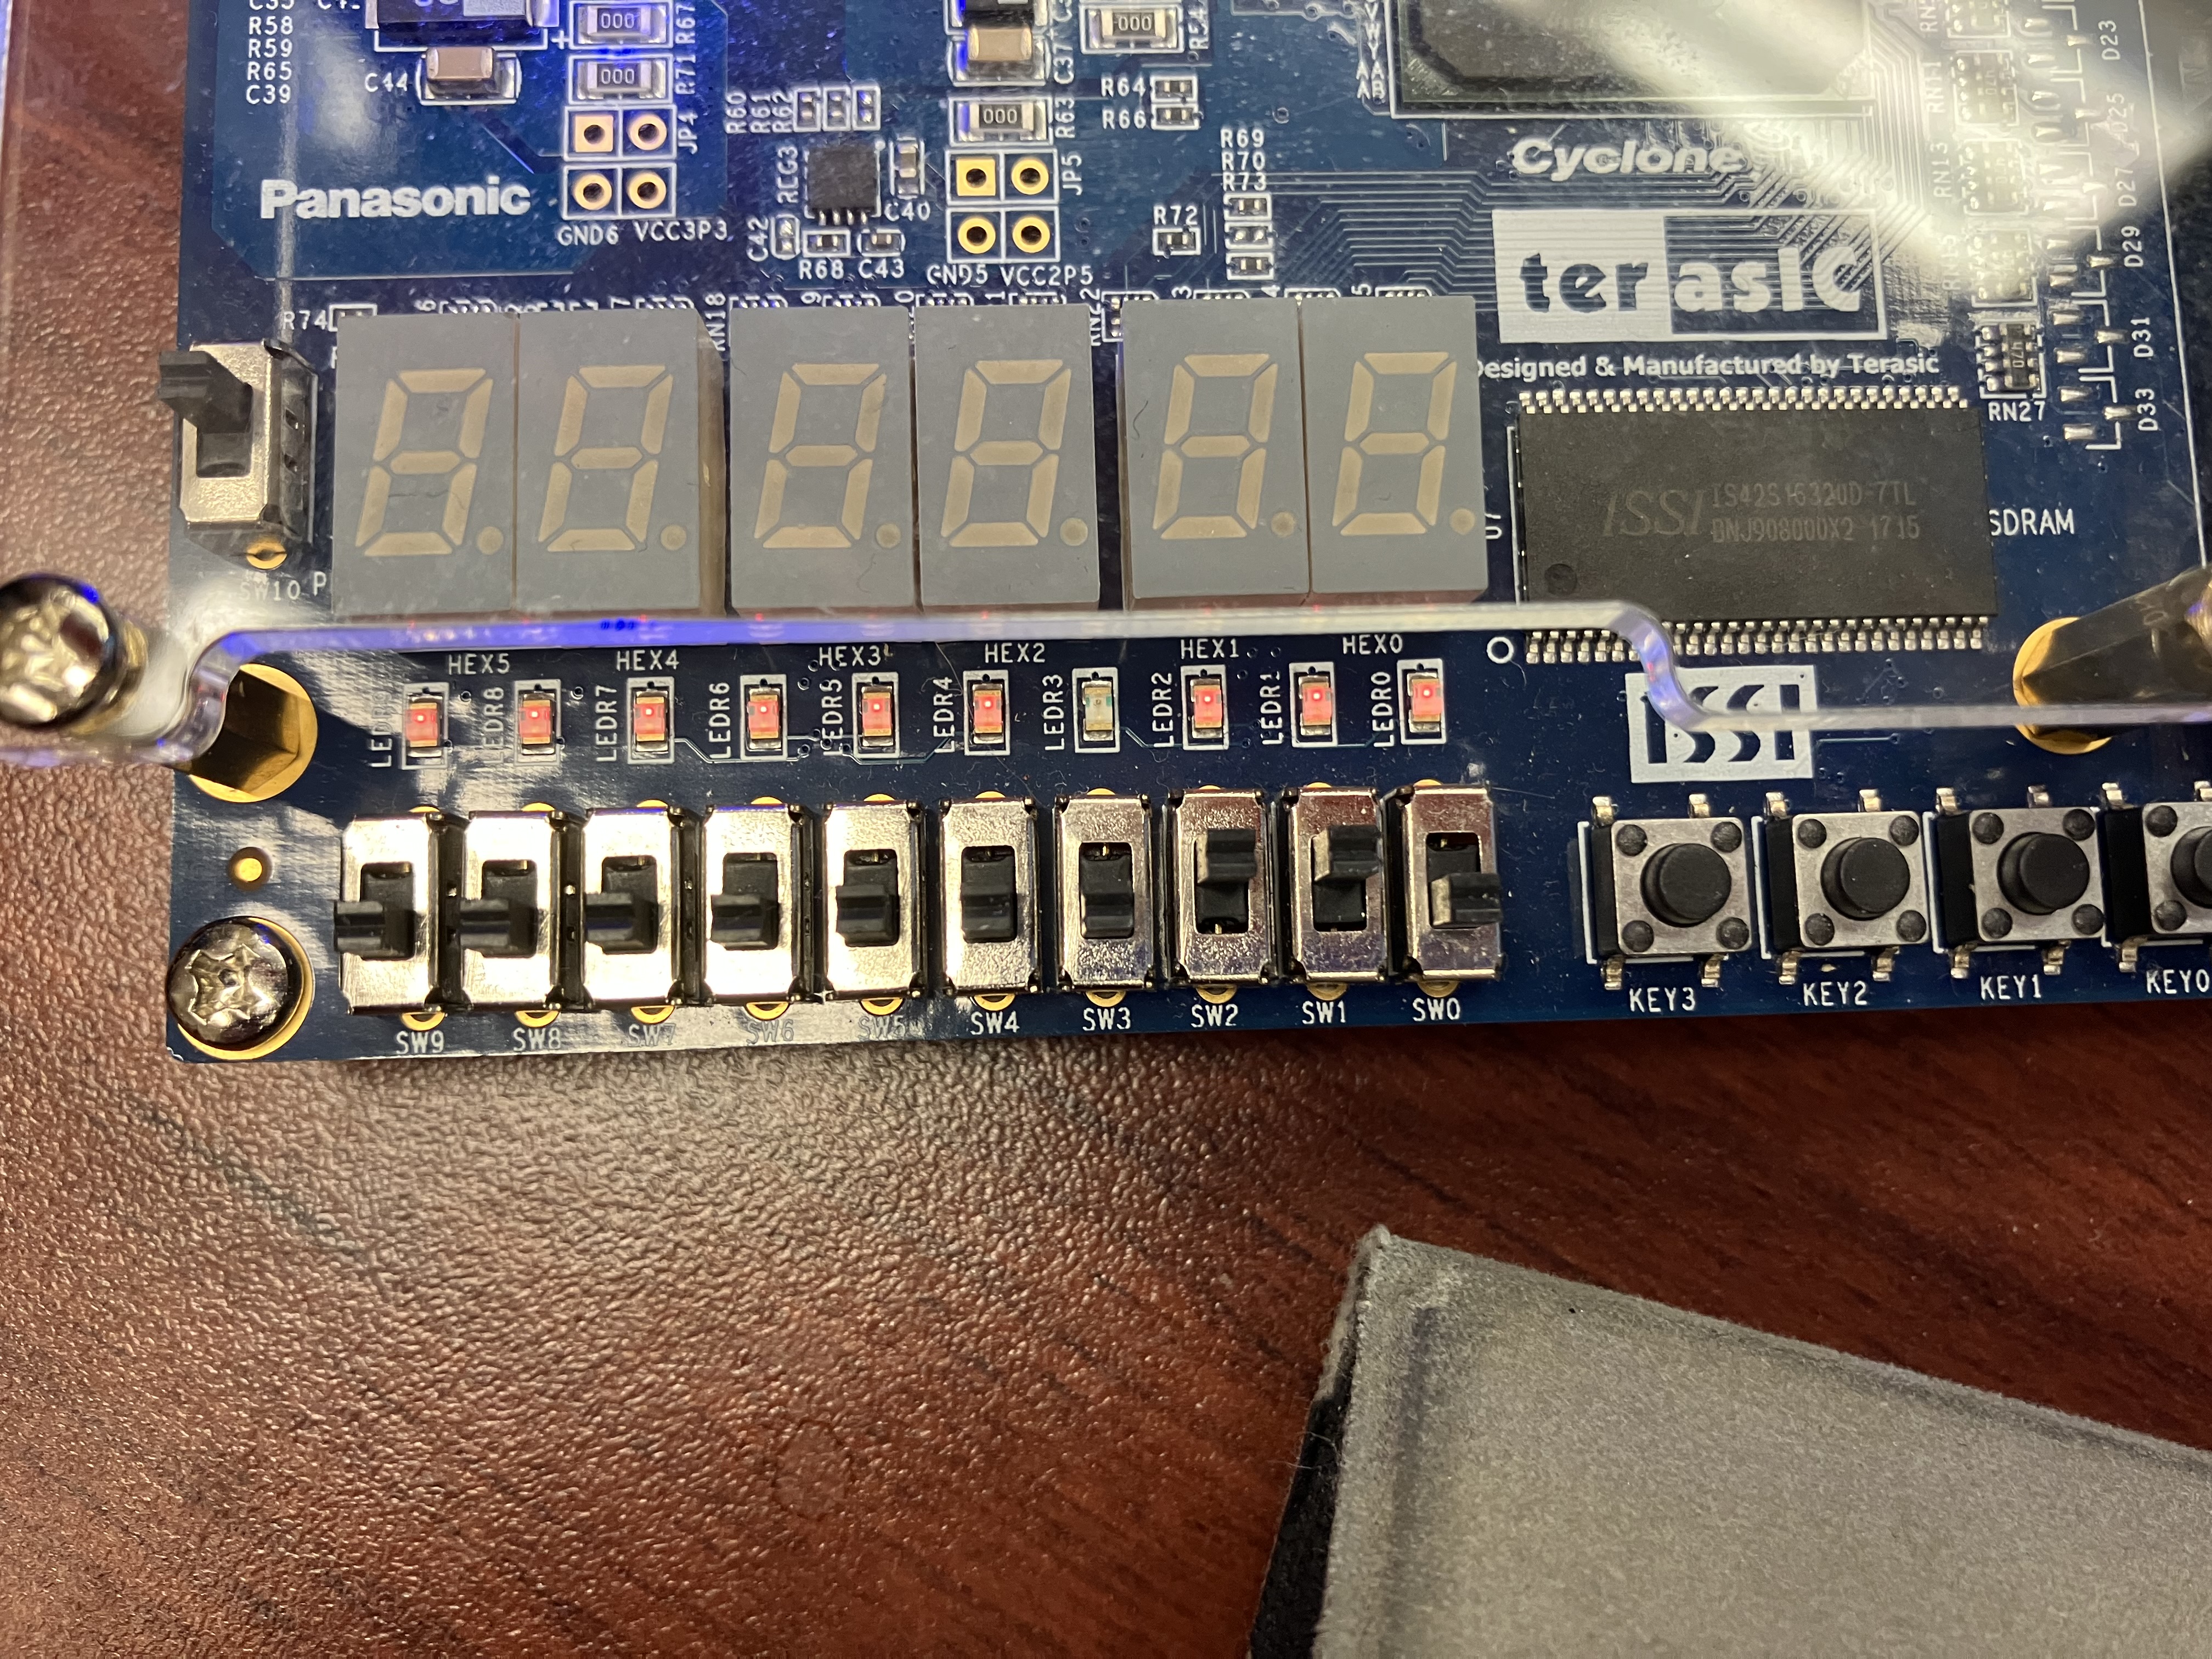 R58
R59
R65
C39
C44
000
R67
000
R71
JP4
Panasonic
GND6 VCC3P3
R60
R61
R62
REG3
C40
C42
R68 C43
C37
000
R63
JP5
GND5 VCC2P5
000
R54
R64
R66
R69
R70
R73
R72
Cyclone
terasIC
Designed & Manufactured by Terasic
D23
D25
D27
D29
D31
D33
RN13
RN27
R74
RN18
ISSI IS42S16320D-7TL
U7
SDRAM
SW10
HEX5
HEX4
HEX3
HEX2
HEX1
HEX0
LEDR8
LEDR7
LEDR6
LEDR5
LEDR4
LEDR3
LEDR2
LEDR1
LEDR0
ISSI
SW9
SW8
SW7
SW6
SW5
SW4
SW3
SW2
SW1
SW0
KEY3
KEY2
KEY1
KEY0